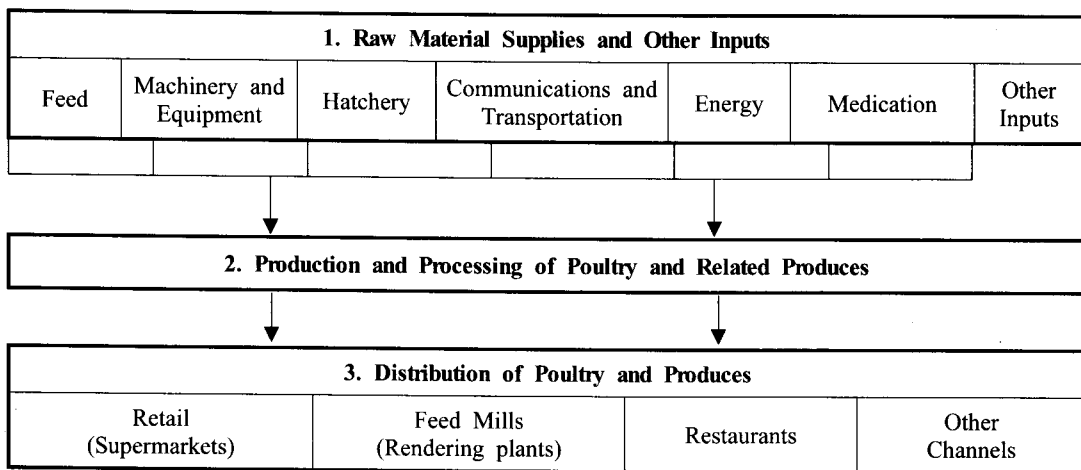 1. Raw Material Supplies and Other Inputs
Feed
Machinery and
Equipment
Hatchery
Communications and
Transportation
Energy
Medication
Other
Inputs
2. Production and Processing of Poultry and Related Produces
3. Distribution of Poultry and Produces
Retail
(Supermarkets)
Feed Mills
(Rendering plants)
Restaurants
Other
Channels